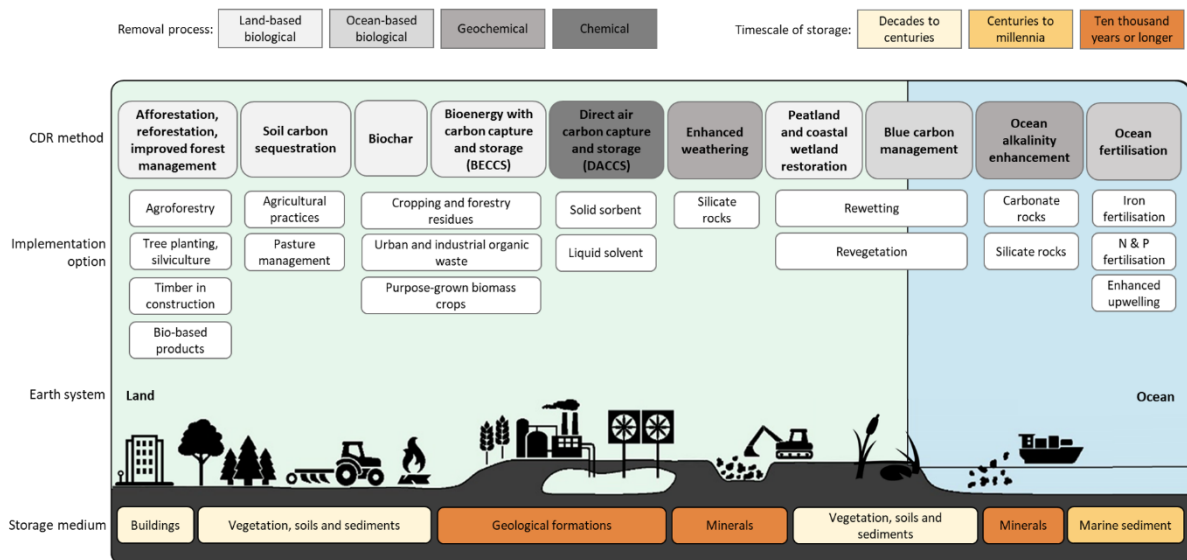 Removal process:
Land-based
biological
Ocean-based
biological
Geochemical
Chemical
Timescale of storage:
Decades to
centuries
Centuries to
millennia
Ten thousand
years or longer
CDR method
Afforestation,
reforestation,
improved forest
management
Soil carbon
sequestration
Biochar
Bioenergy with
carbon capture
and storage
(BECCS)
Direct air
carbon capture
and storage
(DACCS)
Enhanced
weathering
Peatland
and coastal
wetland
restoration
Blue carbon
management
Ocean
alkalinity
enhancement
Ocean
fertilisation
Implementation
option
Agroforestry
Tree planting,
silviculture
Timber in
construction
Bio-based
products
Agricultural
practices
Pasture
management
Cropping and forestry
residues
Urban and industrial organic
waste
Purpose-grown biomass
crops
Solid sorbent
Liquid solvent
Silicate
rocks
Rewetting
Revegetation
Carbonate
rocks
Silicate rocks
Iron
fertilisation
N & P
fertilisation
Enhanced
upwelling
Earth system
Land
Ocean
Storage medium
Buildings
Vegetation, soils and sediments
Geological formations
Minerals
Vegetation, soils and
sediments
Minerals
Marine sediment